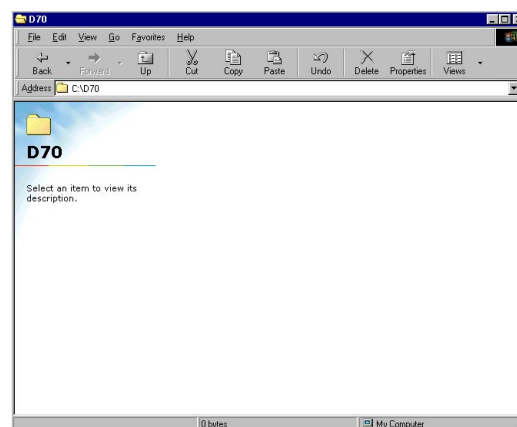 D70
File Edit View Go Favorites Help
Back Forward Up Cut Copy Paste Undo Delete Properties Views
Address C:\D70
D70
Select an item to view its
description.
0 bytes My Computer